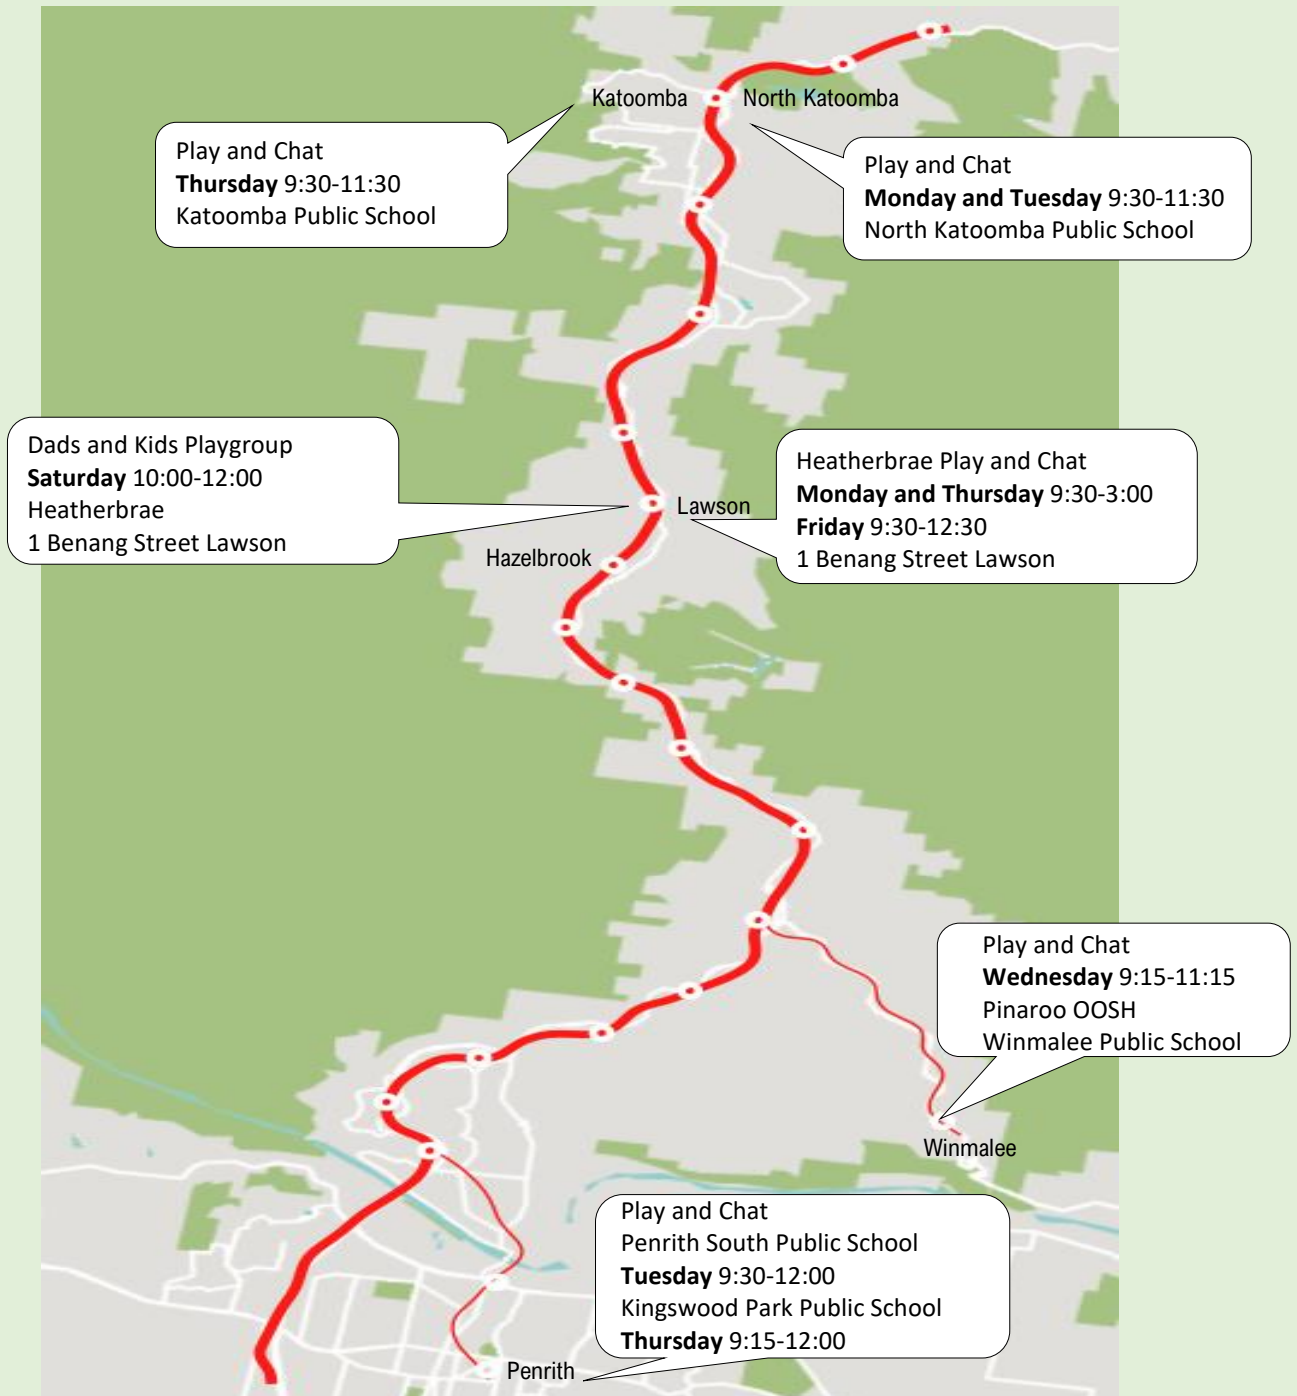 Katoomba
North Katoomba
Play and Chat
Thursday 9:30-11:30
Katoomba Public School
Play and Chat
Monday and Tuesday 9:30-11:30
North Katoomba Public School
Dads and Kids Playgroup
Saturday 10:00-12:00
Heatherbrae
1 Benang Street Lawson
Lawson
Heatherbrae Play and Chat
Monday and Thursday 9:30-3:00
Friday 9:30-12:30
1 Benang Street Lawson
Hazelbrook
Play and Chat
Wednesday 9:15-11:15
Pinaroo OOSH
Winmalee Public School
Winmalee
Play and Chat
Penrith South Public School
Tuesday 9:30-12:00
Kingswood Park Public School
Thursday 9:15-12:00
Penrith